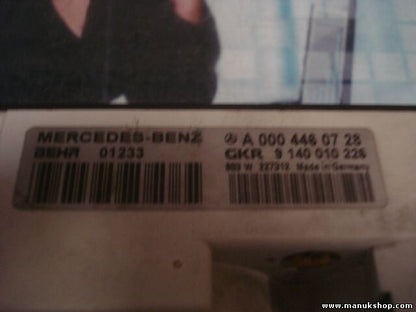 MERCEDES-BENZ A 000 446 07 28
BEHR 01233 GKR 9 140 010 226
Made in Germany
www.manukshop.com